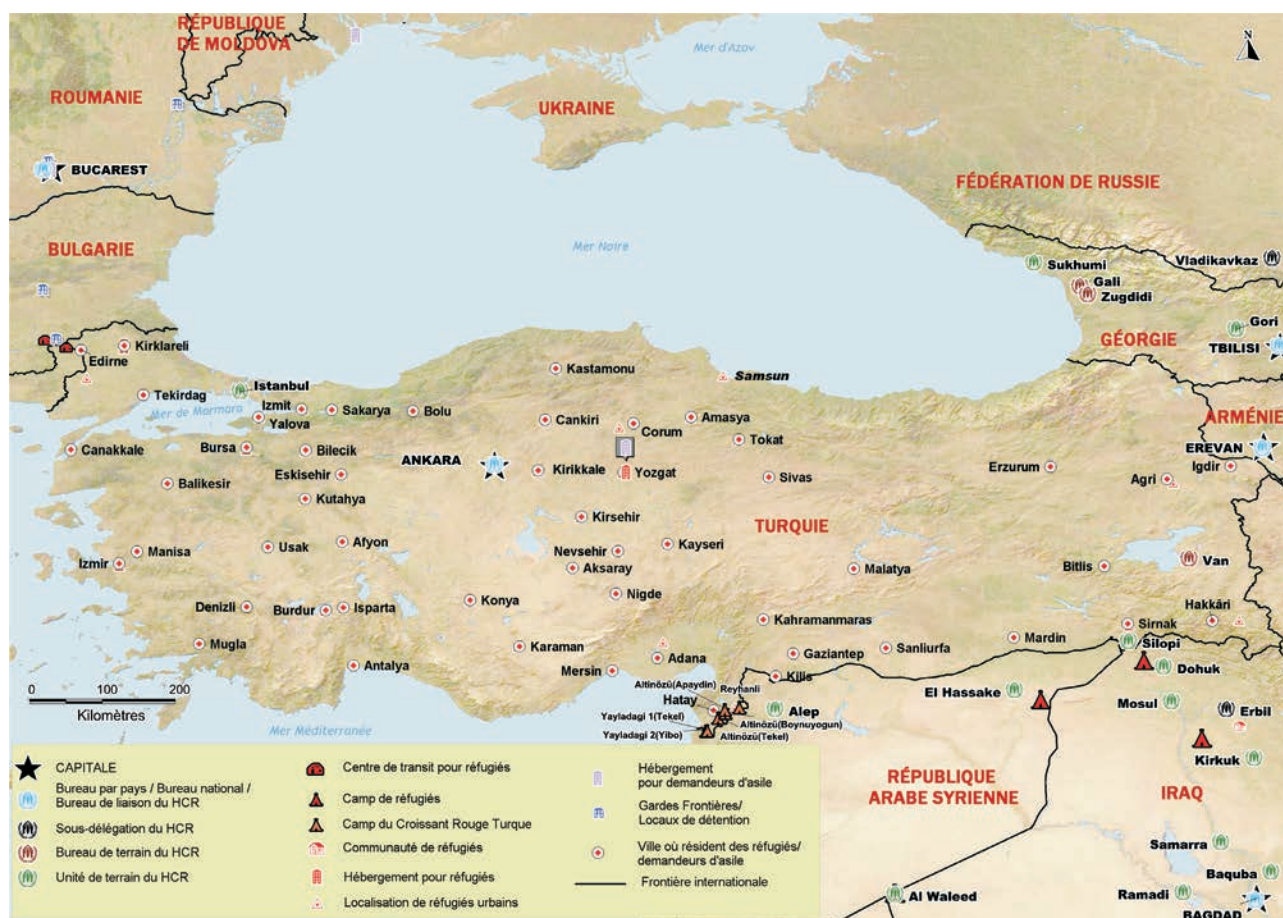 RÉPUBLIQUE
DE MOLDOVA
Mer d'Azov
N
ROUMANIE
UKRAINE
BUCAREST
FÉDÉRATION DE RUSSIE
BULGARIE
Mer Noire
Vladikavkaz
Sukhumi
Gali
Zugdidi
Gori
GÉORGIE
TBILISI
Kirklareli
Edirne
Kastamonu
Samsun
Istanbul
Tekirdag
Mer de Marmara
Izmit
Sakarya
Bolu
Yalova
Cankiri
Corum
Amasya
Tokat
ARMÉNIE
EREVAN
Canakkale
Bursa
Bilecik
ANKARA
Eskisehir
Kirikkale
Yozgat
Sivas
Erzurum
Agri
Igdir
Balikesir
Kutahya
Kirsehir
TURQUIE
Manisa
Usak
Afyon
Nevsehir
Kayseri
Izmir
Aksaray
Malatya
Bitlis
Van
Nigde
Denizli
Burdur
Isparta
Konya
Kahramanmaras
Hakkâri
Sirnak
Mugla
Karaman
Mardin
Silopi
Antalya
Mersin
Adana
Gaziantep
Sanliurfa
Dohuk
Kilis
0 100 200
Kilomètres
Altinözü(Apaydin)
Reyhanli
El Hassake
Hatay
Alep
Mosul
Erbil
Yayladagi 1(Tekel)
Altinözü(Boynuyogun)
Yayladagi 2(Yibo)
Altinözü(Tekel)
Mer Méditerranée
Kirkuk
RÉPUBLIQUE
ARABE SYRIENNE
IRAQ
Samarra
Baquba
Al Waleed
Ramadi
BAGDAD
CAPITALE
Bureau par pays / Bureau national /
Bureau de liaison du HCR
Sous-délégation du HCR
Bureau de terrain du HCR
Unité de terrain du HCR
Centre de transit pour réfugiés
Camp de réfugiés
Camp du Croissant Rouge Turque
Communauté de réfugiés
Hébergement pour réfugiés
Localisation de réfugiés urbains
Hébergement
pour demandeurs d'asile
Gardes Frontières/
Locaux de détention
Ville où résident des réfugiés/
demandeurs d'asile
Frontière internationale